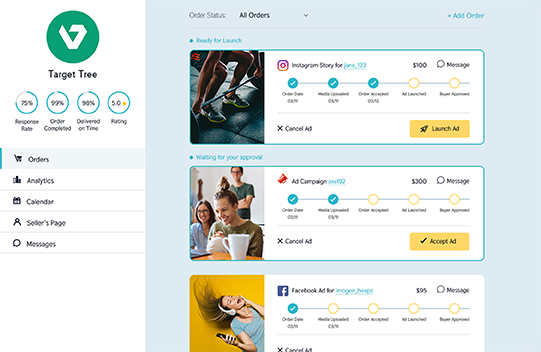 Target Tree
75%
99%
98%
5.0
Response Rate
Order Completed
Delivered on Time
Rating
Orders
Analytics
Calendar
Seller's Page
Messages
Order Status: All Orders
+ Add Order
Ready for Launch
Instagram Story for jane_123 $100 Message
Order Date Media Uploaded Order Accepted Ad Launched Buyer Approved
03/11 03/11 03/12
Cancel Ad Launch Ad
Waiting for your approval
Ad Campaign axel92 $300 Message
Order Date Media Uploaded Order Accepted Ad Launched Buyer Approved
03/11 03/11
Cancel Ad Accept Ad
Facebook Ad for imogen_heapz $95 Message
Order Date Media Uploaded Order Accepted Ad Launched Buyer Approved
03/11 03/11
Cancel Ad